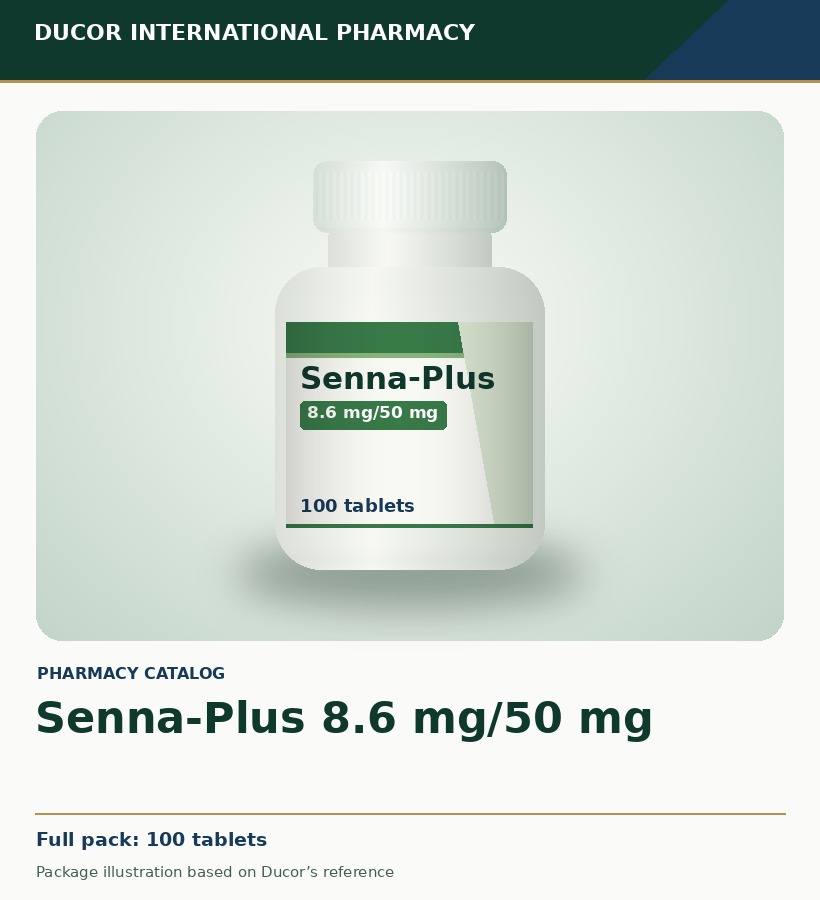 DUCOR INTERNATIONAL PHARMACY
Senna-Plus
8.6 mg/50 mg
100 tablets
PHARMACY CATALOG
Senna-Plus 8.6 mg/50 mg
Full pack: 100 tablets
Package illustration based on Ducor’s reference